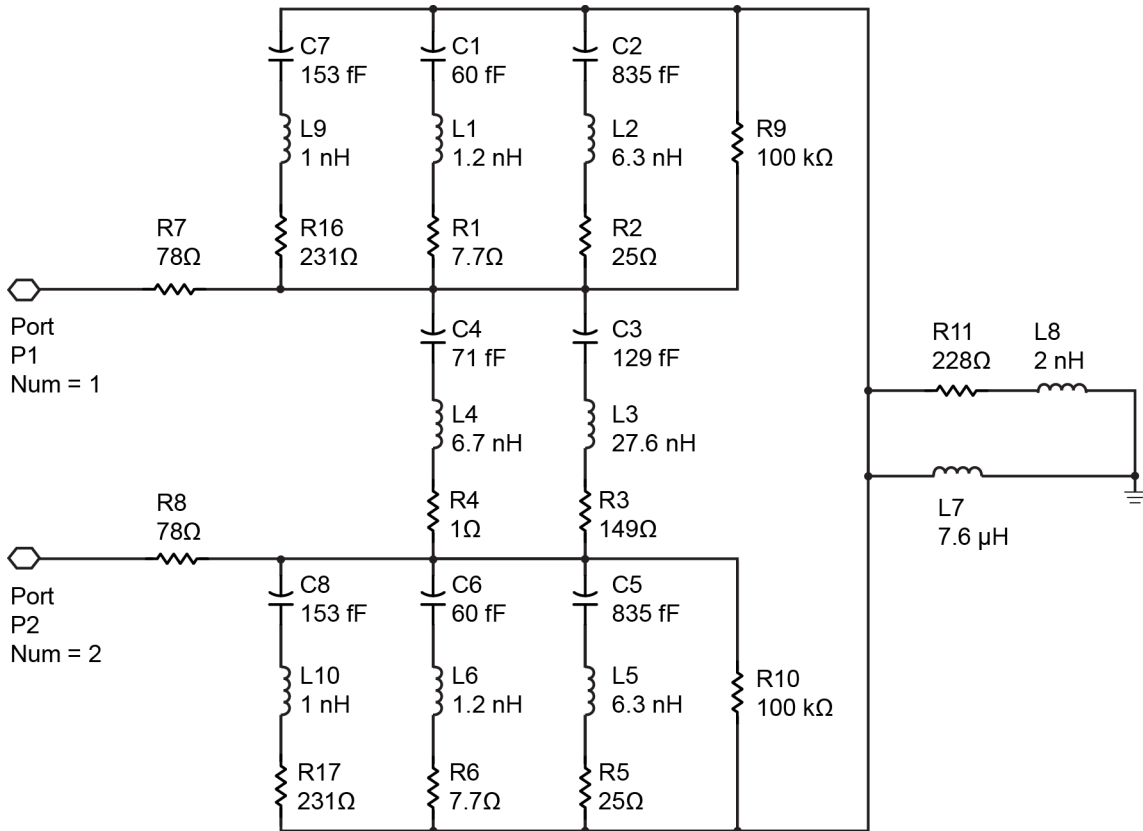 C7
153 fF
C1
60 fF
C2
835 fF
L9
1 nH
L1
1.2 nH
L2
6.3 nH
R9
100 kΩ
R7
78Ω
R16
231Ω
R1
7.7Ω
R2
25Ω
Port
P1
Num = 1
C4
71 fF
C3
129 fF
R11
228Ω
L8
2 nH
L4
6.7 nH
L3
27.6 nH
R8
78Ω
R4
1Ω
R3
149Ω
L7
7.6 μH
Port
P2
Num = 2
C8
153 fF
C6
60 fF
C5
835 fF
L10
1 nH
L6
1.2 nH
L5
6.3 nH
R10
100 kΩ
R17
231Ω
R6
7.7Ω
R5
25Ω